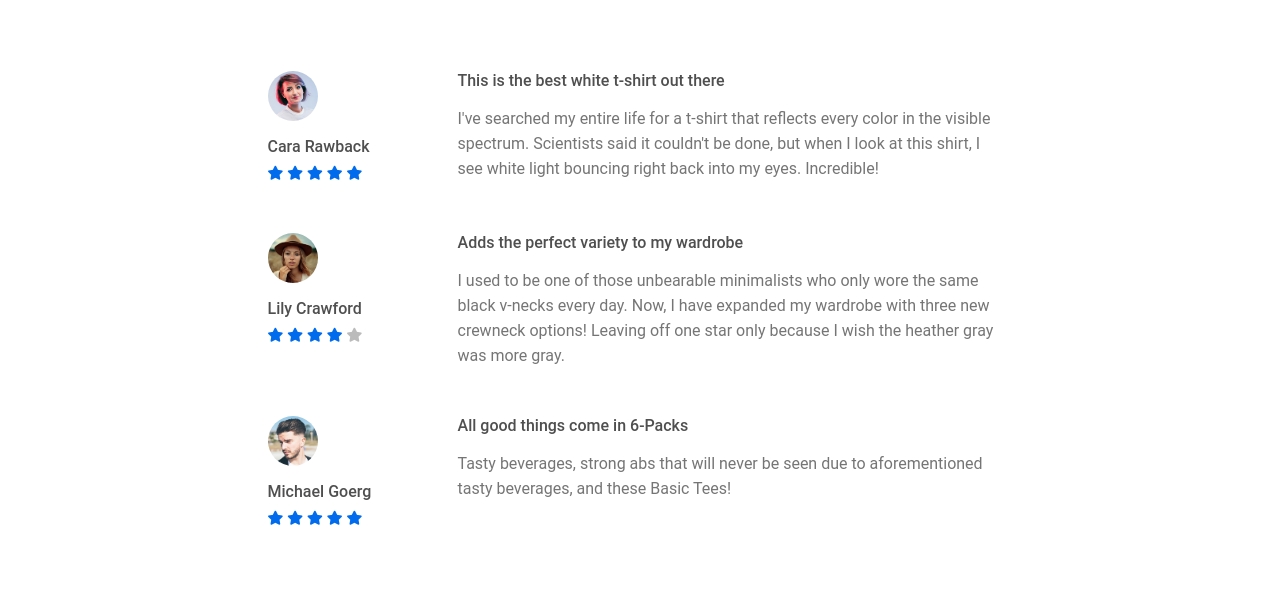 This is the best white t-shirt out there
I've searched my entire life for a t-shirt that reflects every color in the visible
spectrum. Scientists said it couldn't be done, but when I look at this shirt, I
see white light bouncing right back into my eyes. Incredible!
Cara Rawback
Adds the perfect variety to my wardrobe
I used to be one of those unbearable minimalists who only wore the same
black v-necks every day. Now, I have expanded my wardrobe with three new
crewneck options! Leaving off one star only because I wish the heather gray
was more gray.
Lily Crawford
All good things come in 6-Packs
Tasty beverages, strong abs that will never be seen due to aforementioned
tasty beverages, and these Basic Tees!
Michael Goerg